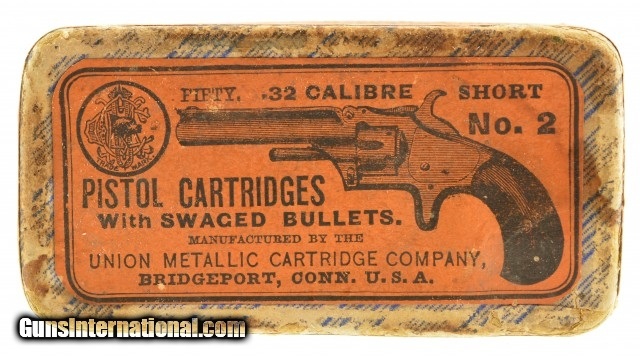 FIFTY. .32 CALIBRE SHORT
No. 2
PISTOL CARTRIDGES
With SWAGED BULLETS.
MANUFACTURED BY THE
UNION METALLIC CARTRIDGE COMPANY,
BRIDGEPORT, CONN. U.S.A.
GunsInternational.com